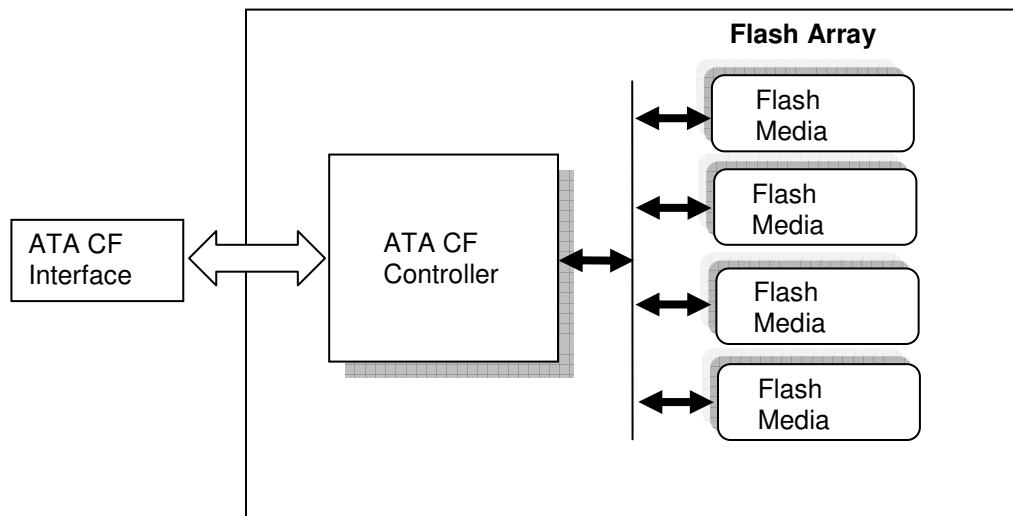 Flash Array
Flash
Media
Flash
Media
ATA CF
Interface
ATA CF
Controller
Flash
Media
Flash
Media